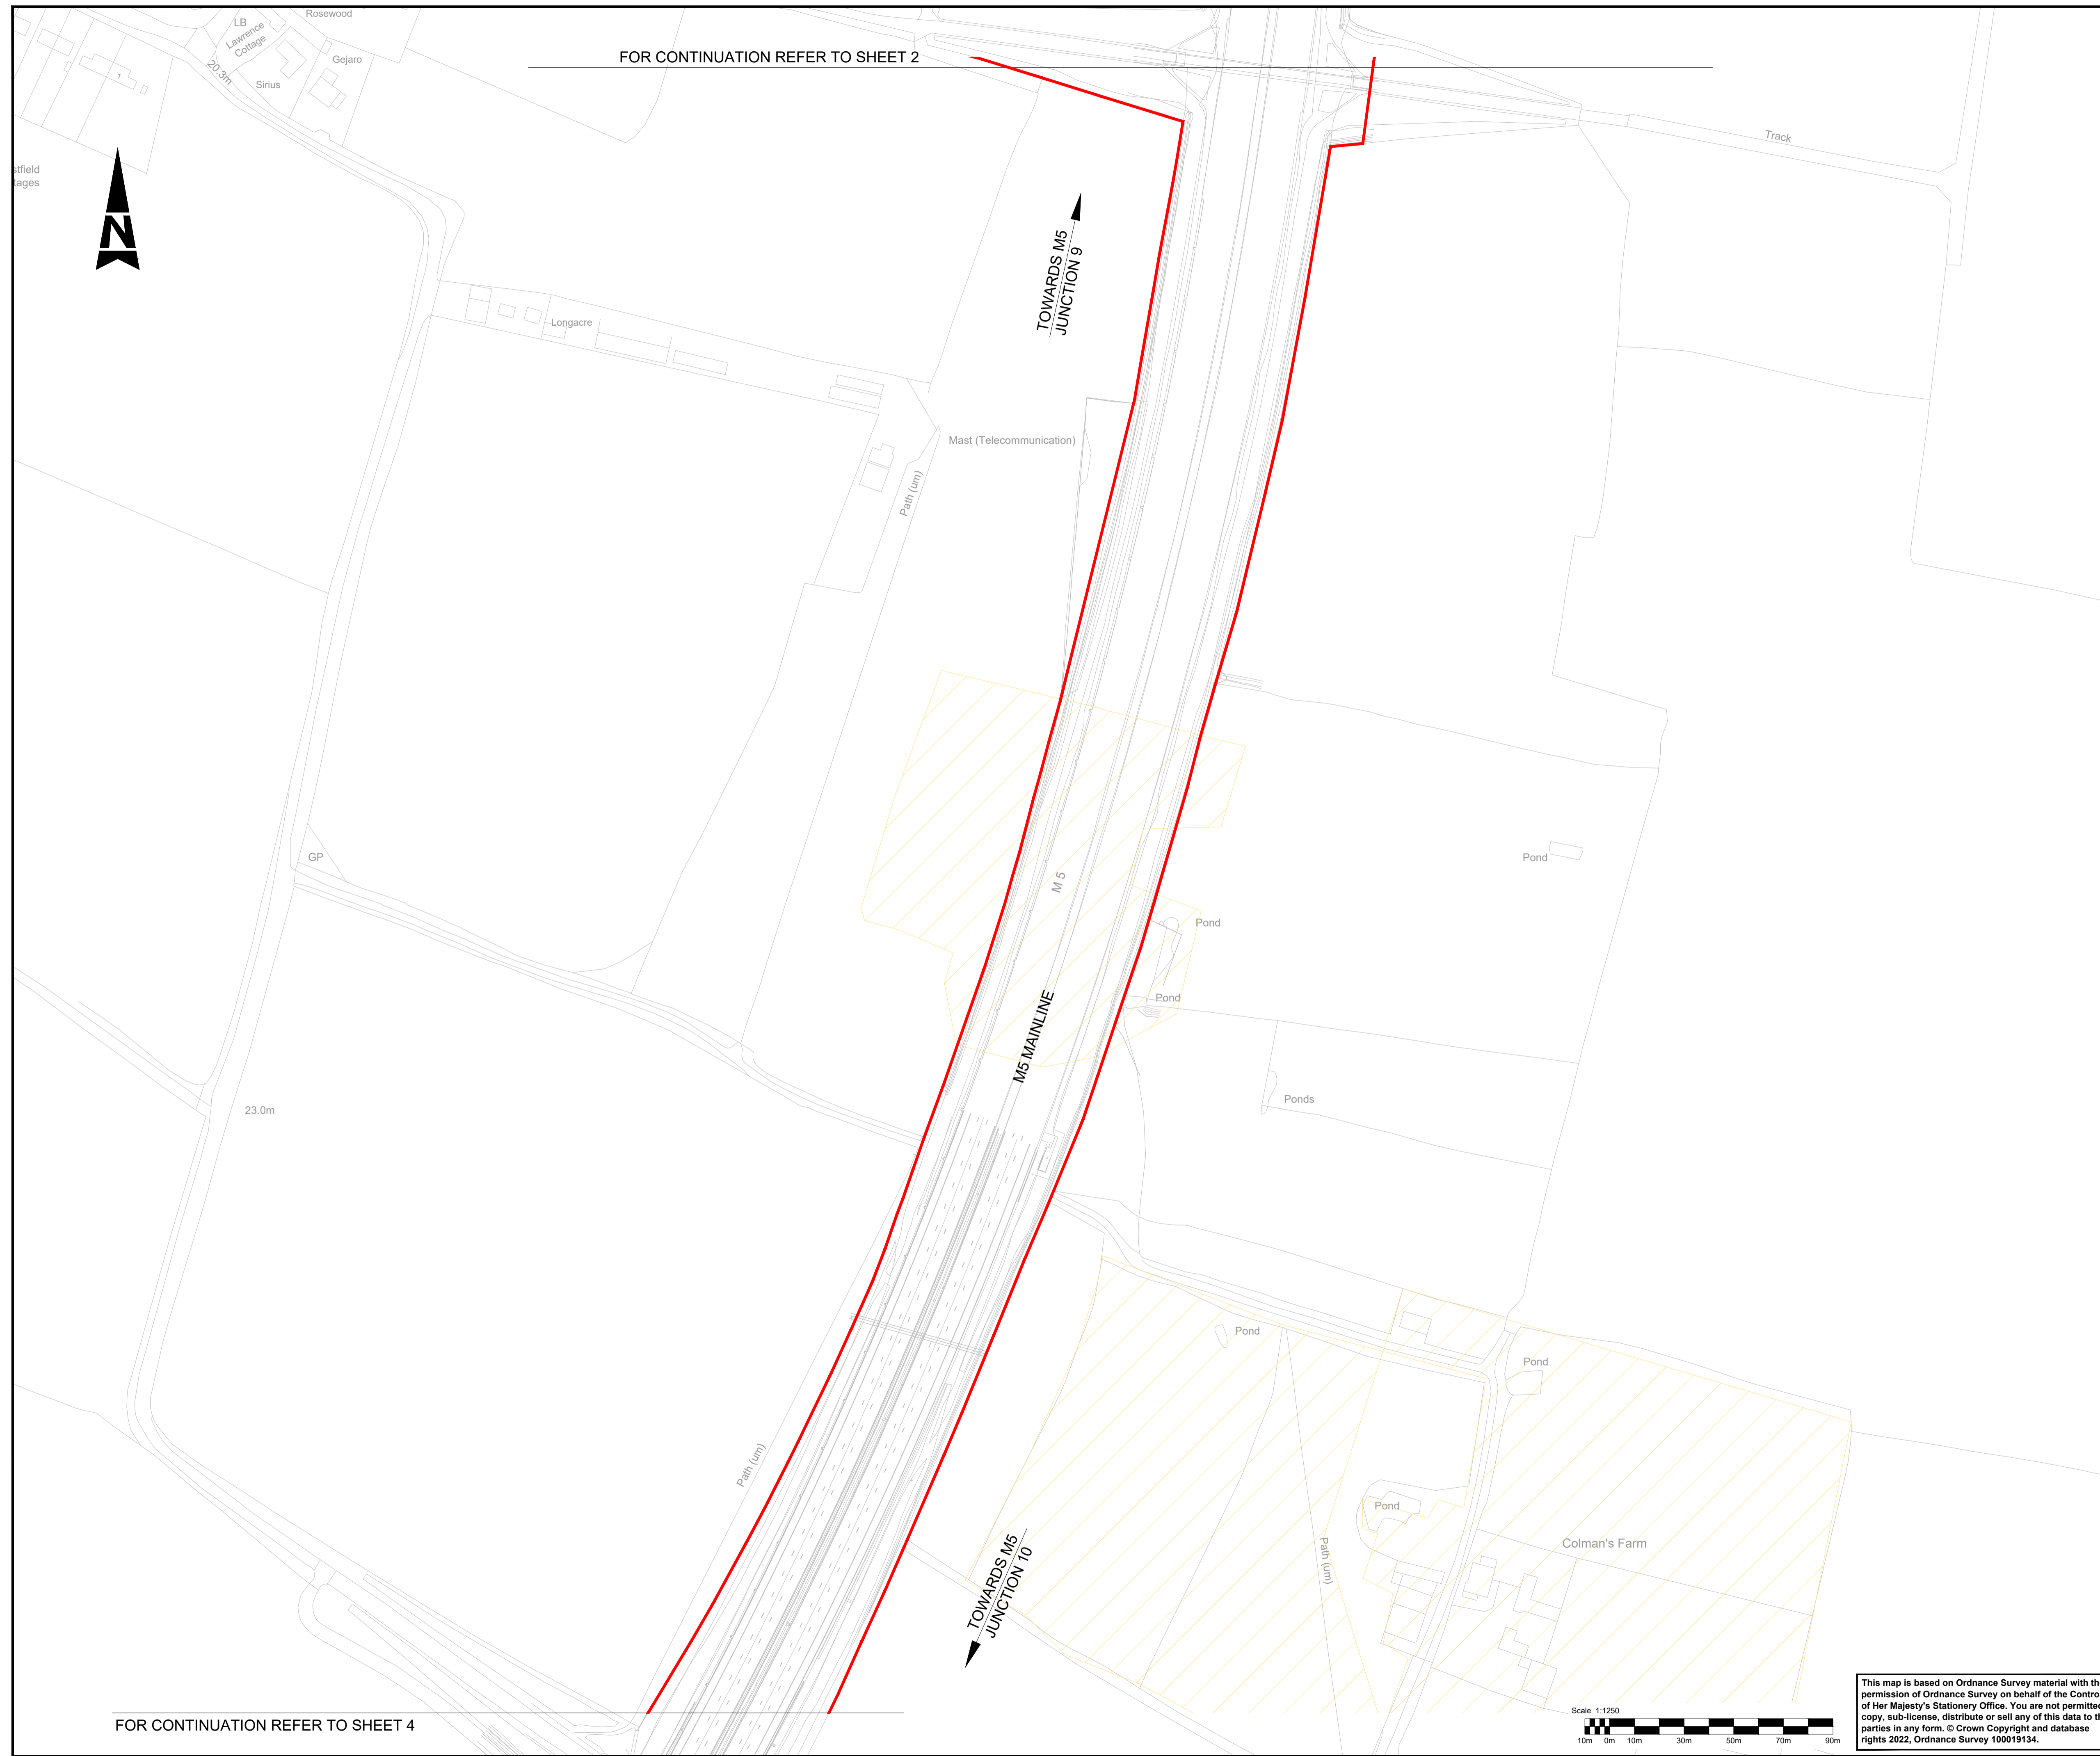 Rosewood
LB
Lawrence
Cottage
Gejaro
20.3m
Sirius
FOR CONTINUATION REFER TO SHEET 2
Track
stfield
tages
N
TOWARDS M5
JUNCTION 9
Longacre
Mast (Telecommunication)
Path (um)
GP
M 5
Pond
Pond
Pond
M5 MAINLINE
Ponds
23.0m
Pond
Pond
Path (um)
Pond
TOWARDS M5
JUNCTION 10
Path (um)
Colman's Farm
FOR CONTINUATION REFER TO SHEET 4
Scale 1:1250
10m 0m 10m 30m 50m 70m 90m
This map is based on Ordnance Survey material with th
permission of Ordnance Survey on behalf of the Contro
of Her Majesty's Stationery Office. You are not permitte
copy, sub-license, distribute or sell any of this data to t
parties in any form. © Crown Copyright and database
rights 2022, Ordnance Survey 100019134.